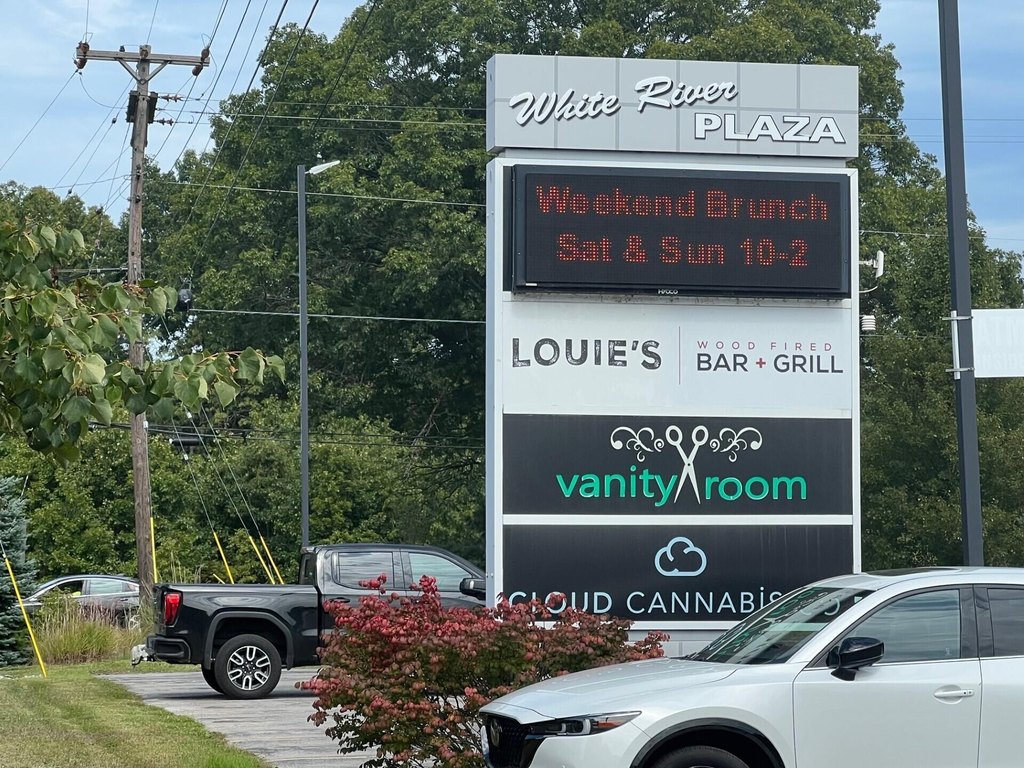 White River
PLAZA
Weekend Brunch
Sat & Sun 10-2
LOUIE'S
WOOD FIRED
BAR + GRILL
vanity room
CLOUD CANNABIS